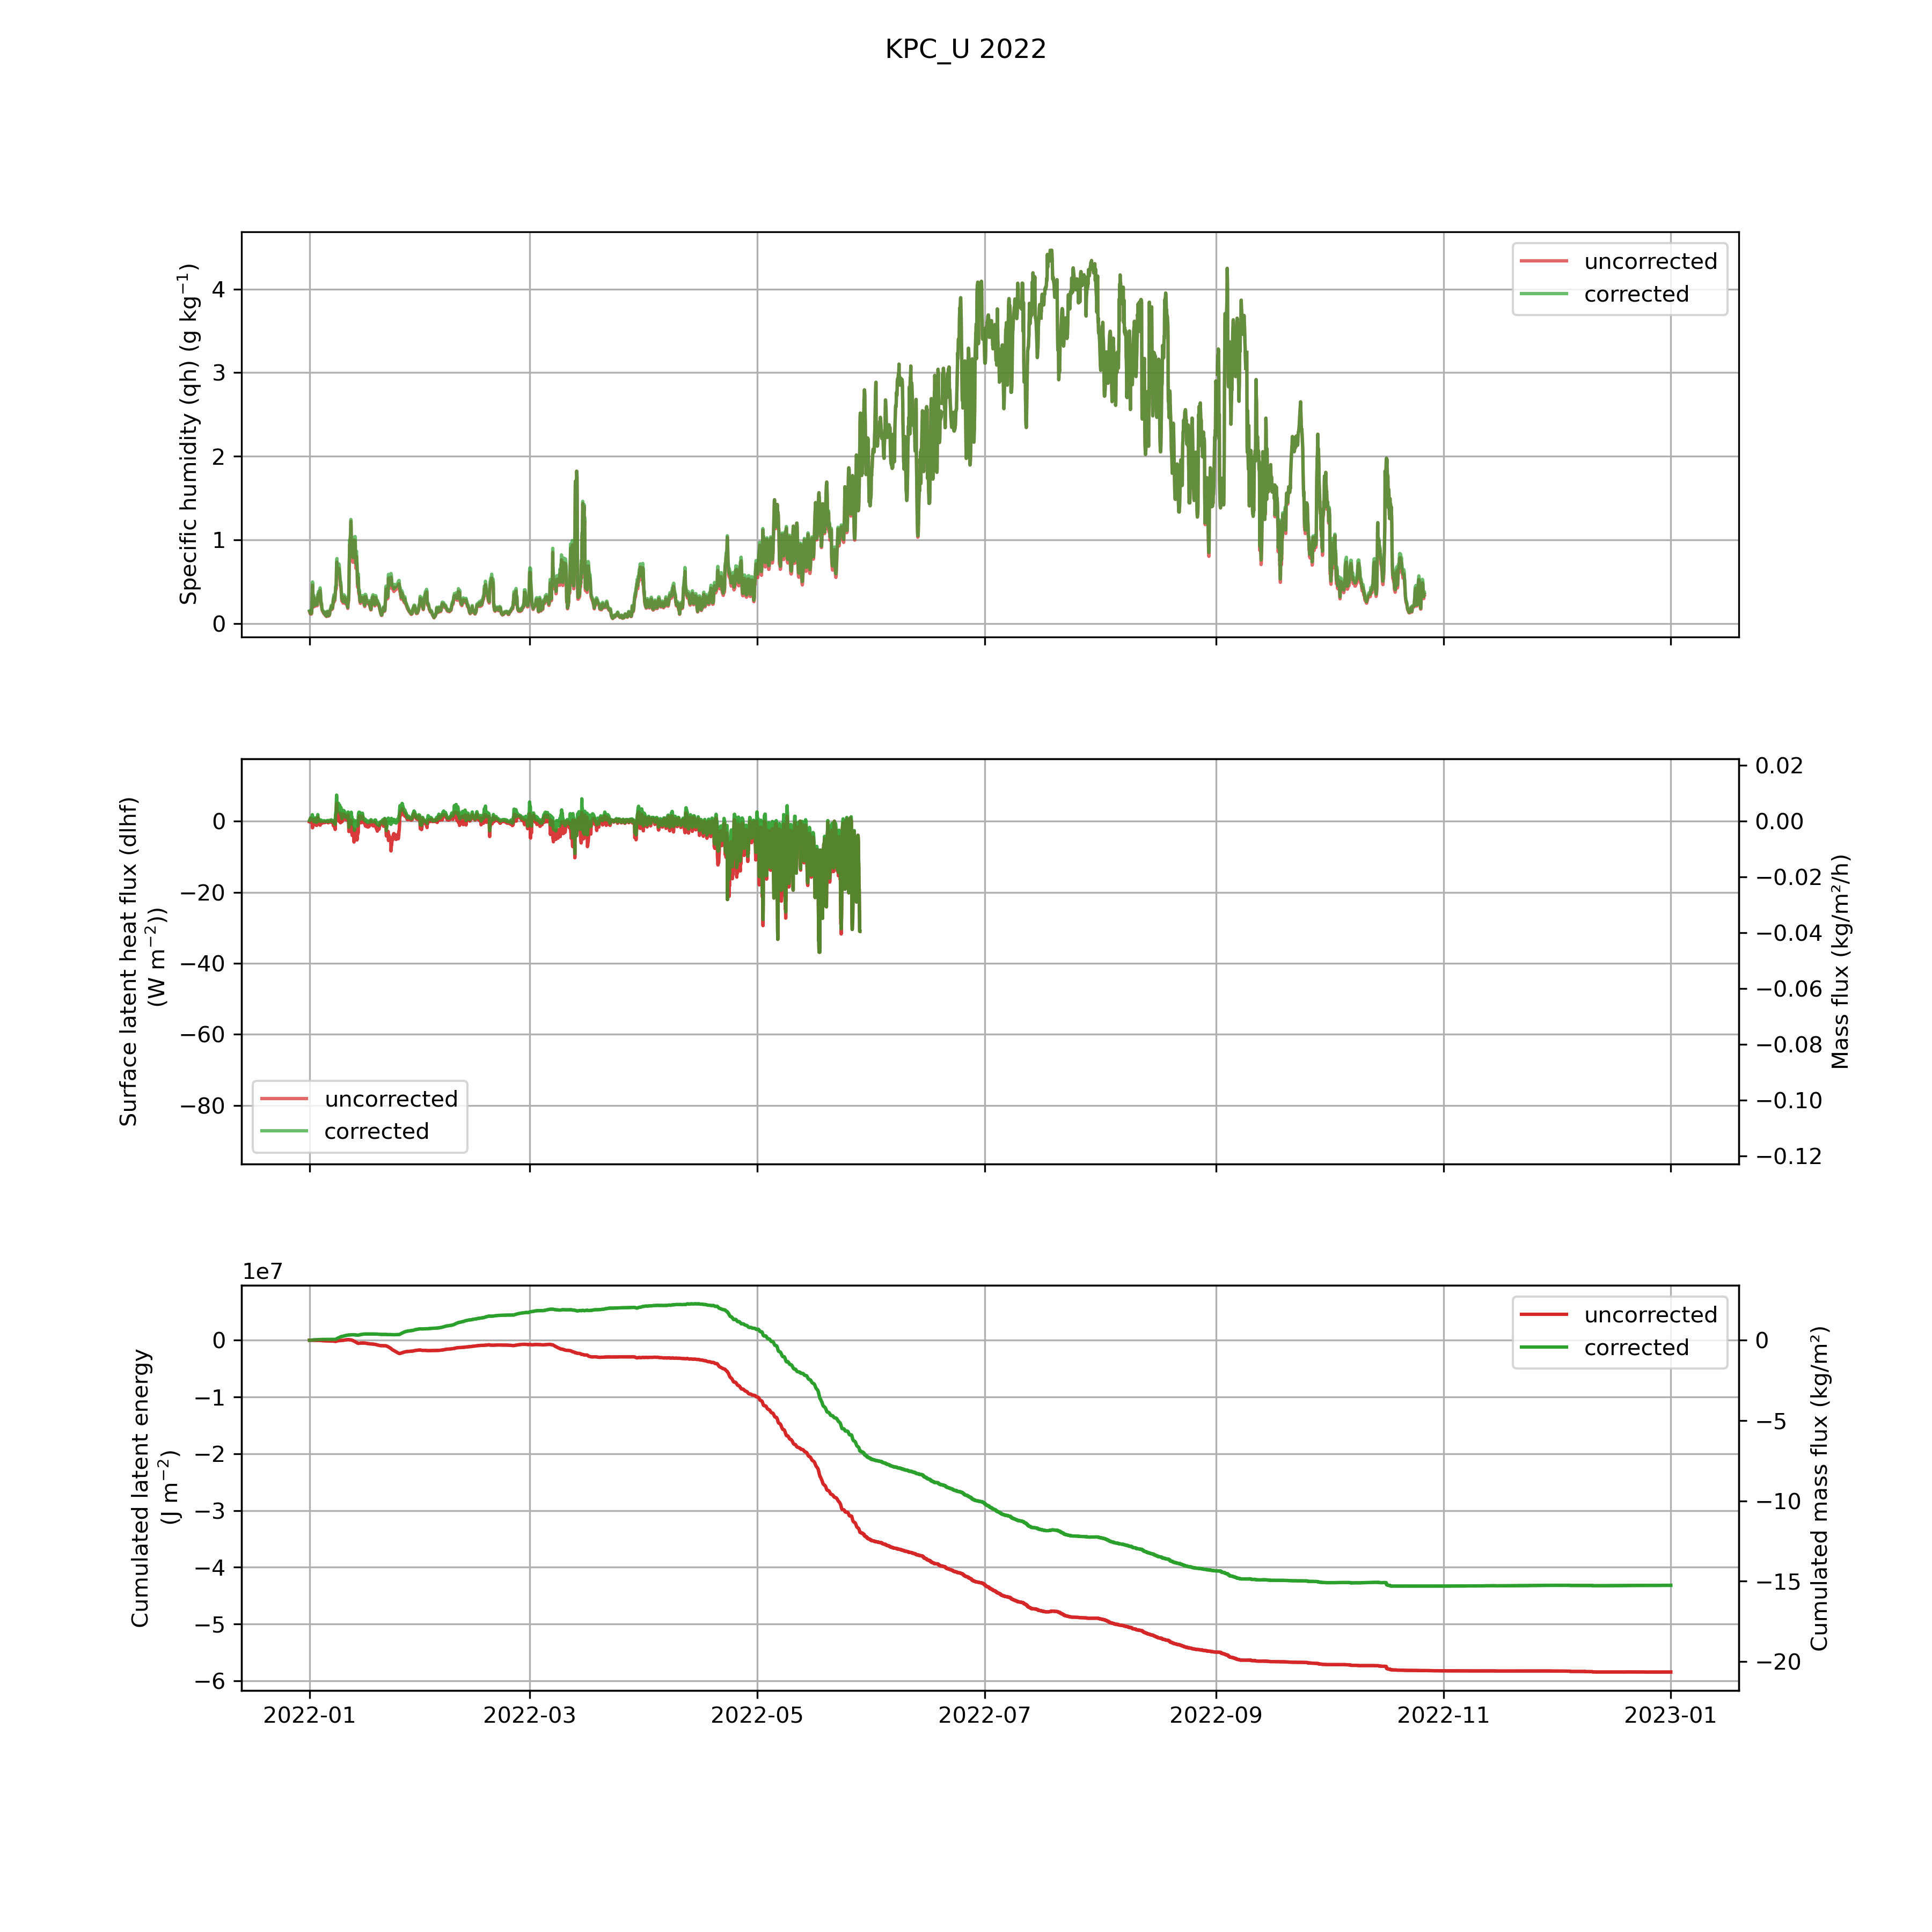 KPC_U 2022
Specific humidity (qh) (g kg⁻¹)
4
3
2
1
0
uncorrected
corrected
Surface latent heat flux (dlhf)
(W m⁻²))
0
−20
−40
−60
−80
uncorrected
corrected
0.02
0.00
−0.02
−0.04
−0.06
−0.08
−0.10
−0.12
Mass flux (kg/m²/h)
1e7
Cumulated latent energy
(J m⁻²)
0
−1
−2
−3
−4
−5
−6
uncorrected
corrected
0
−5
−10
−15
−20
Cumulated mass flux (kg/m²)
2022-01
2022-03
2022-05
2022-07
2022-09
2022-11
2023-01